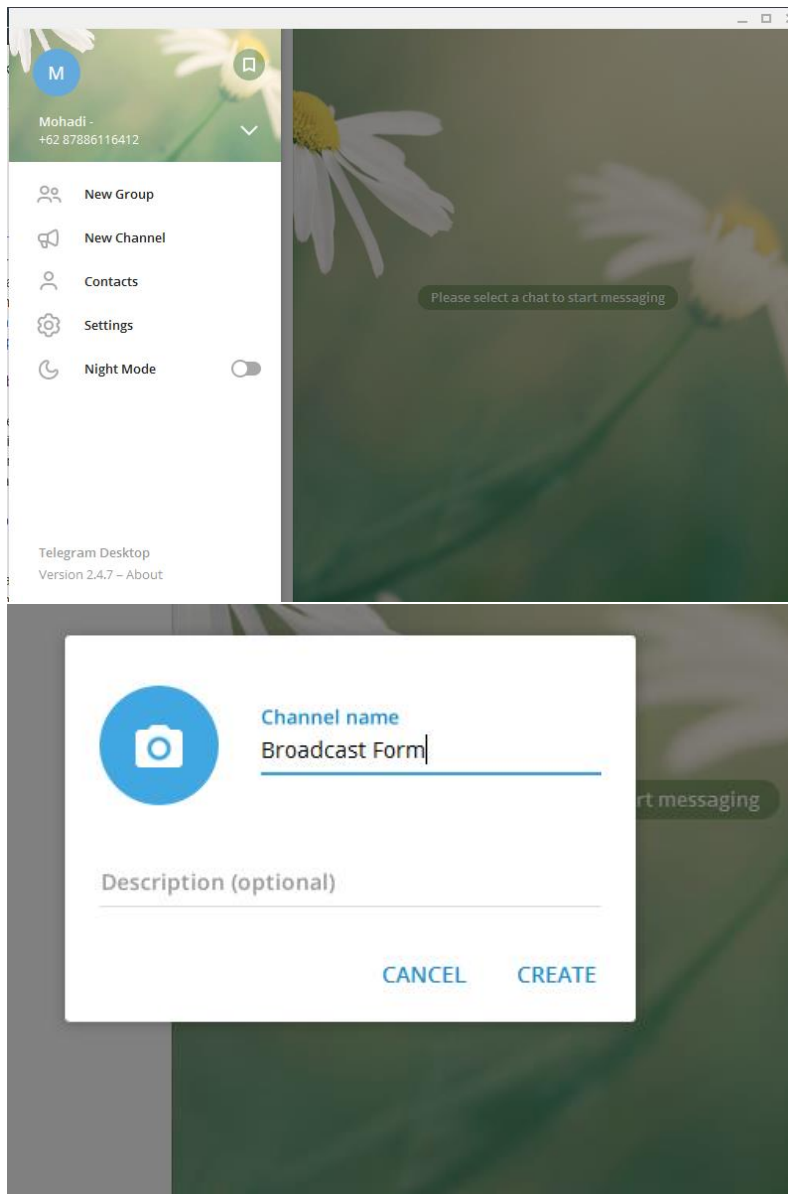 M
Mohadi -
+62 87886116412
New Group
New Channel
Contacts
Settings
Night Mode
Please select a chat to start messaging
Telegram Desktop
Version 2.4.7 – About
Channel name
Broadcast Form
rt messaging
Description (optional)
CANCEL CREATE